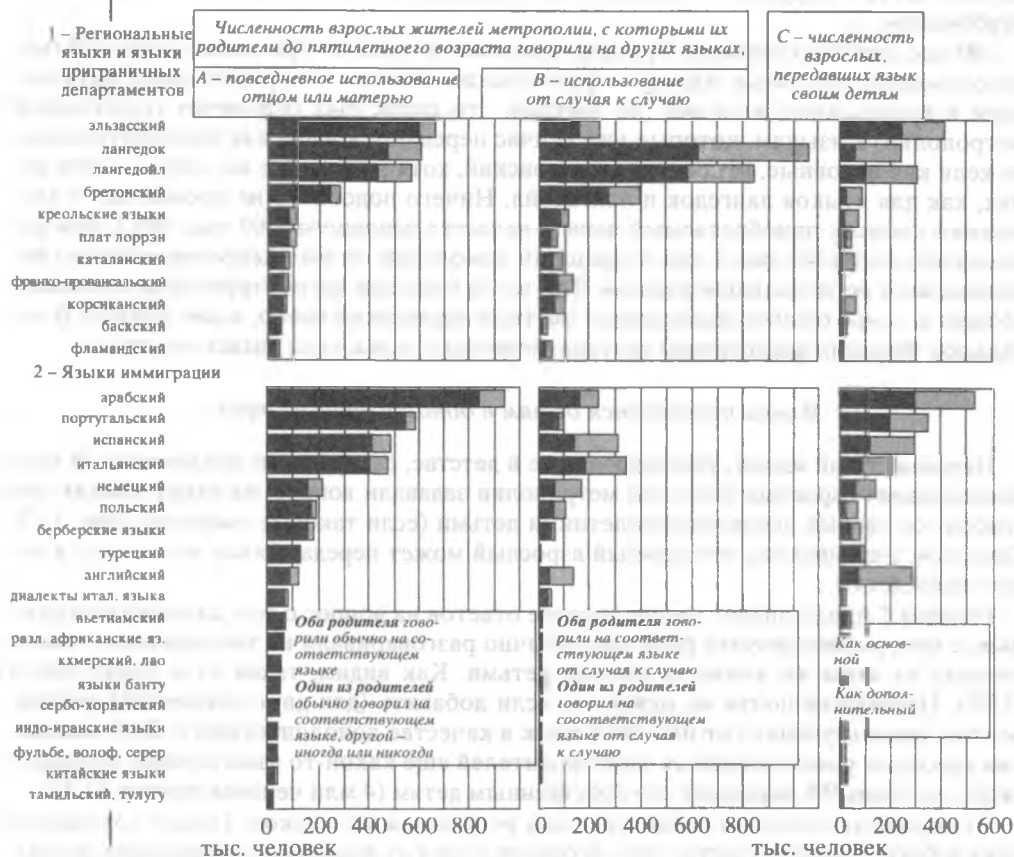 1 – Региональные
языки и языки
приграничных
департаментов
Численность взрослых жителей метрополии, с которыми их
родители до пятилетноего возраста говорили на других языках.
А – повседневное использование
отцом или матерью
В – использование
от случая к случаю
С – численность
взрослых,
передавших язык
своим детям
эльзасский
лангедок
лангедойл
бретонский
креольские языки
плат лоррэн
каталанский
франко-провансальский
корсиканский
баскский
фламандский
2 – Языки иммиграции
арабский
португальский
испанский
итальянский
немецкий
польский
берберские языки
турецкий
английский
диалекты итал. языка
вьетнамский
разл. африканские яз.
кхмерский, лао
языки банту
сербо-хорватский
индо-иранские языки
фульбе, волоф, серер
китайские языки
тамильский, тулугу
Оба родителя гово-
рили обычно на со-
ответствующем
языке
Один из родителей
обычно говорил на
соответствующем
языке, другой –
иногда или никогда
Оба родителя гово-
рили на соответ-
ствующем языке
от случая к случаю
Один из родителей
говорил на
сооответствующем
языке от случая
к случаю
Как основ-
ной
Как допол-
нительный
0 200 400 600 800
тыс. человек
0 200 400 600 800 1000
тыс. человек
0 200 400 600
тыс. человек